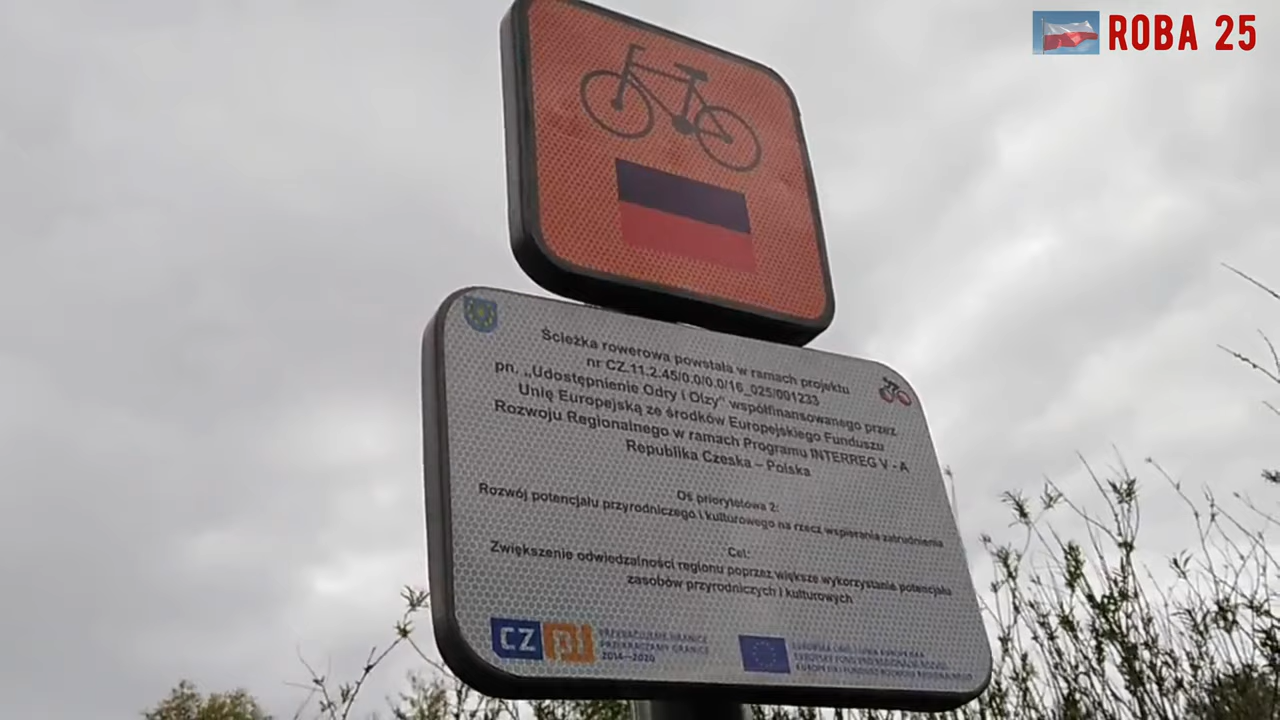 ROBA 25
Ścieżka rowerowa powstała w ramach projektu
nr CZ.11.2.45/0.0/0.0/16_025/001233
pn. „Udostępnienie Odry i Olzy" współfinansowanego przez
Unię Europejską ze środków Europejskiego Funduszu
Rozwoju Regionalnego w ramach Programu INTERREG V - A
Republika Czeska – Polska
Oś priorytetowa 2:
Rozwój potencjału przyrodniczego i kulturowego na rzecz wspierania zatrudnienia
Cel:
Zwiększenie odwiedzalności regionu poprzez większe wykorzystanie potencjału
zasobów przyrodniczych i kulturowych
CZ PL
PRZEKRACZAMY GRANICE
2014—2020